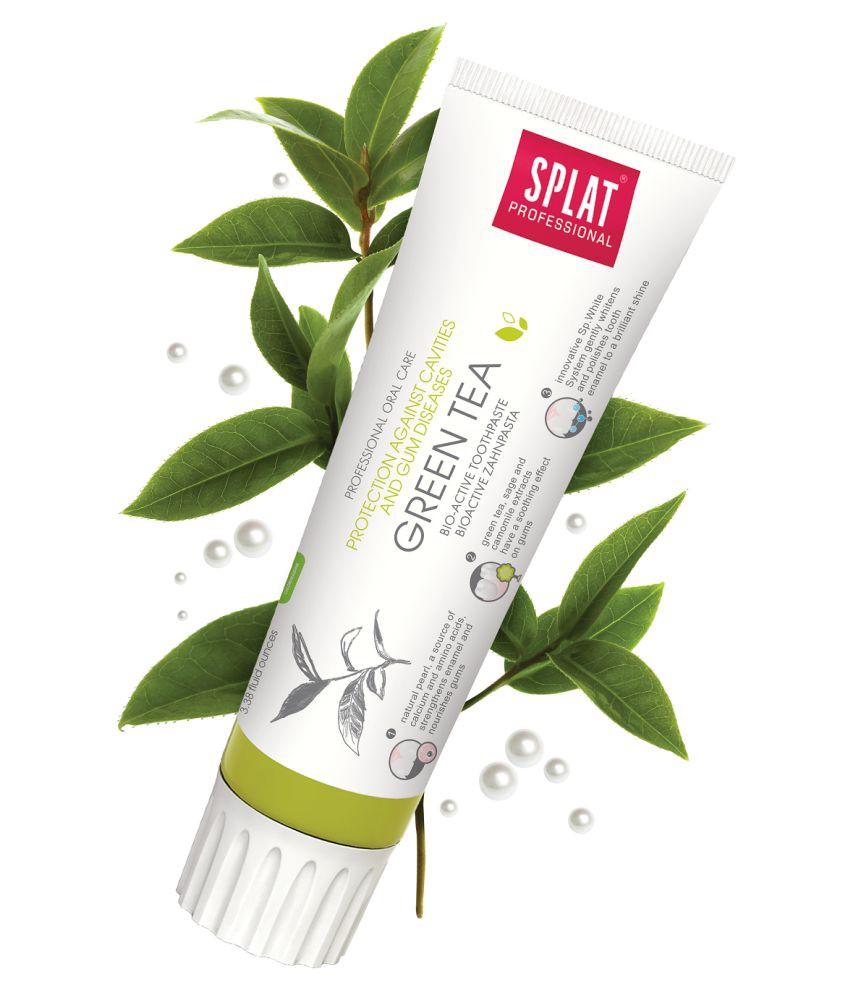 SPLAT®
PROFESSIONAL
PROFESSIONAL ORAL CARE
PROTECTION AGAINST CAVITIES
AND GUM DISEASES
GREEN TEA
BIO-ACTIVE TOOTHPASTE
BIOACTIVE ZAHNPASTA
1
natural pearl, a source of
calcium and amino acids,
strengthens enamel and
nourishes gums
2
green tea, sage and
camomile extracts
have a soothing effect
on gums
3
innovative Sp.White
System gently whitens
and polishes tooth
enamel to a brilliant shine
3.38 fluid ounces